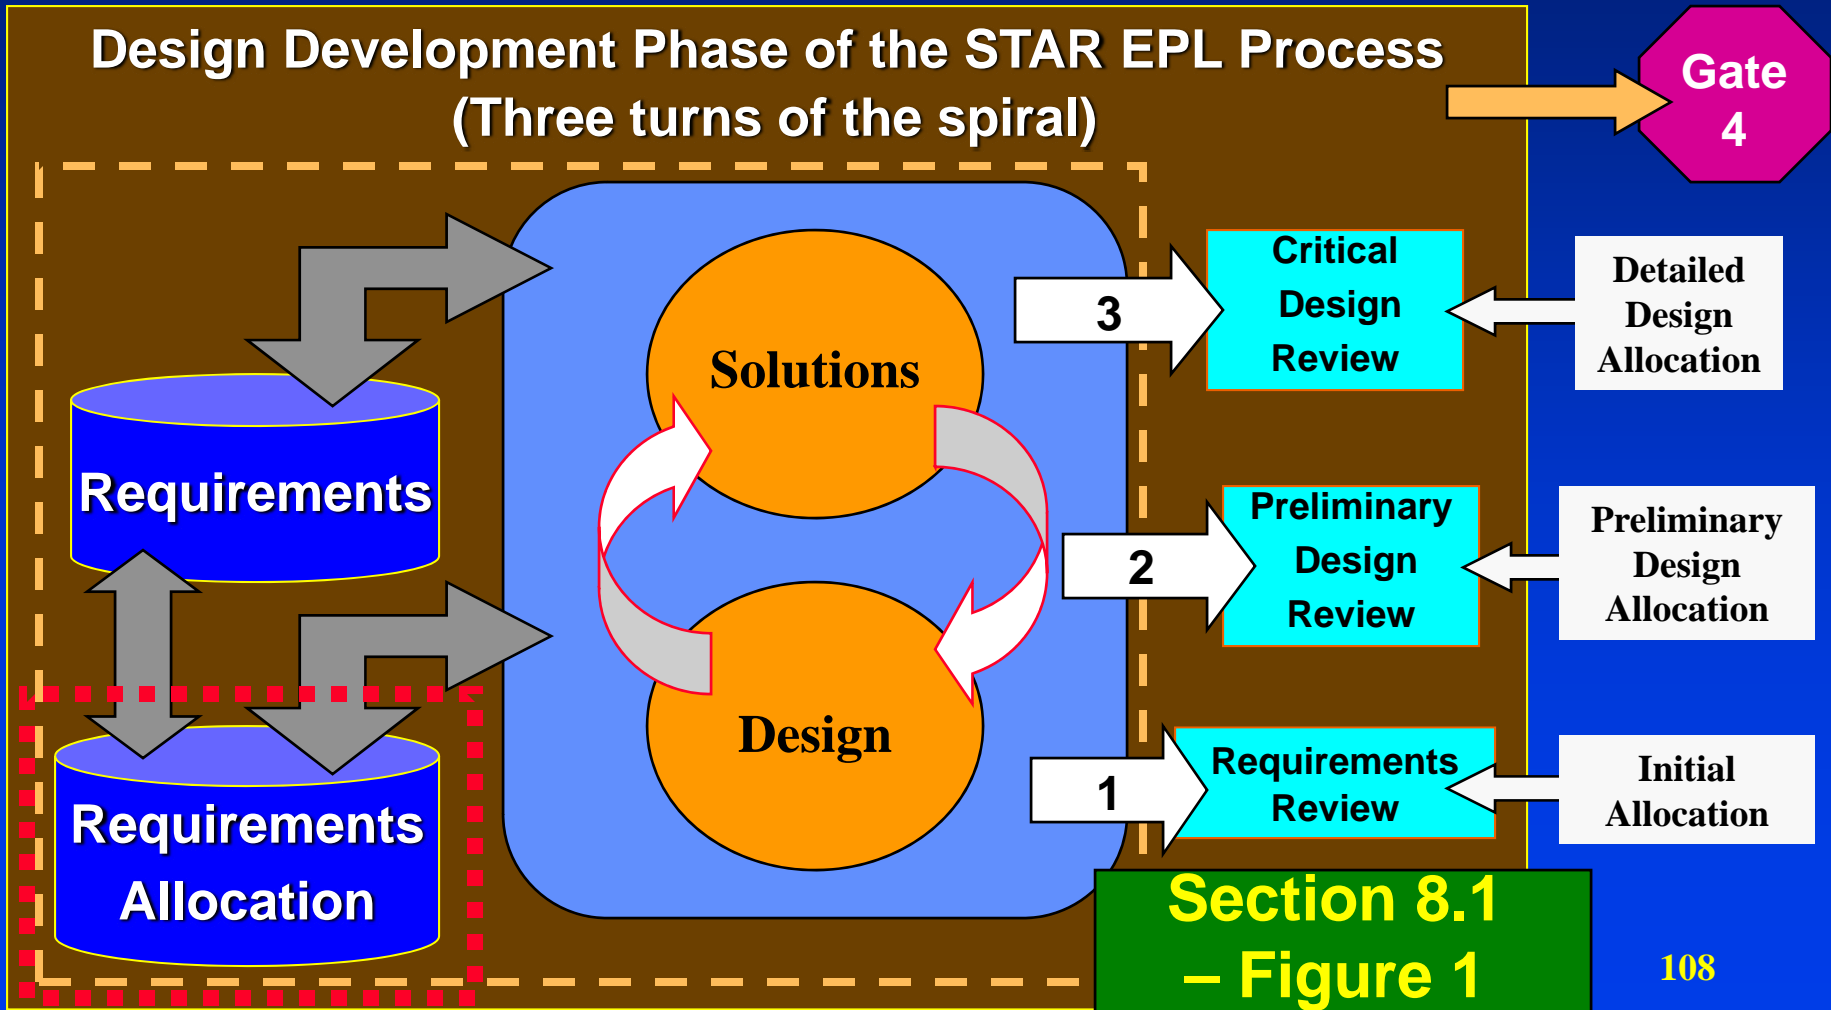 Design Development Phase of the STAR EPL Process
(Three turns of the spiral)
Gate
4
Solutions
Design
Requirements
Requirements
Allocation
3
Critical
Design
Review
Detailed
Design
Allocation
2
Preliminary
Design
Review
Preliminary
Design
Allocation
1
Requirements
Review
Initial
Allocation
Section 8.1
– Figure 1
108